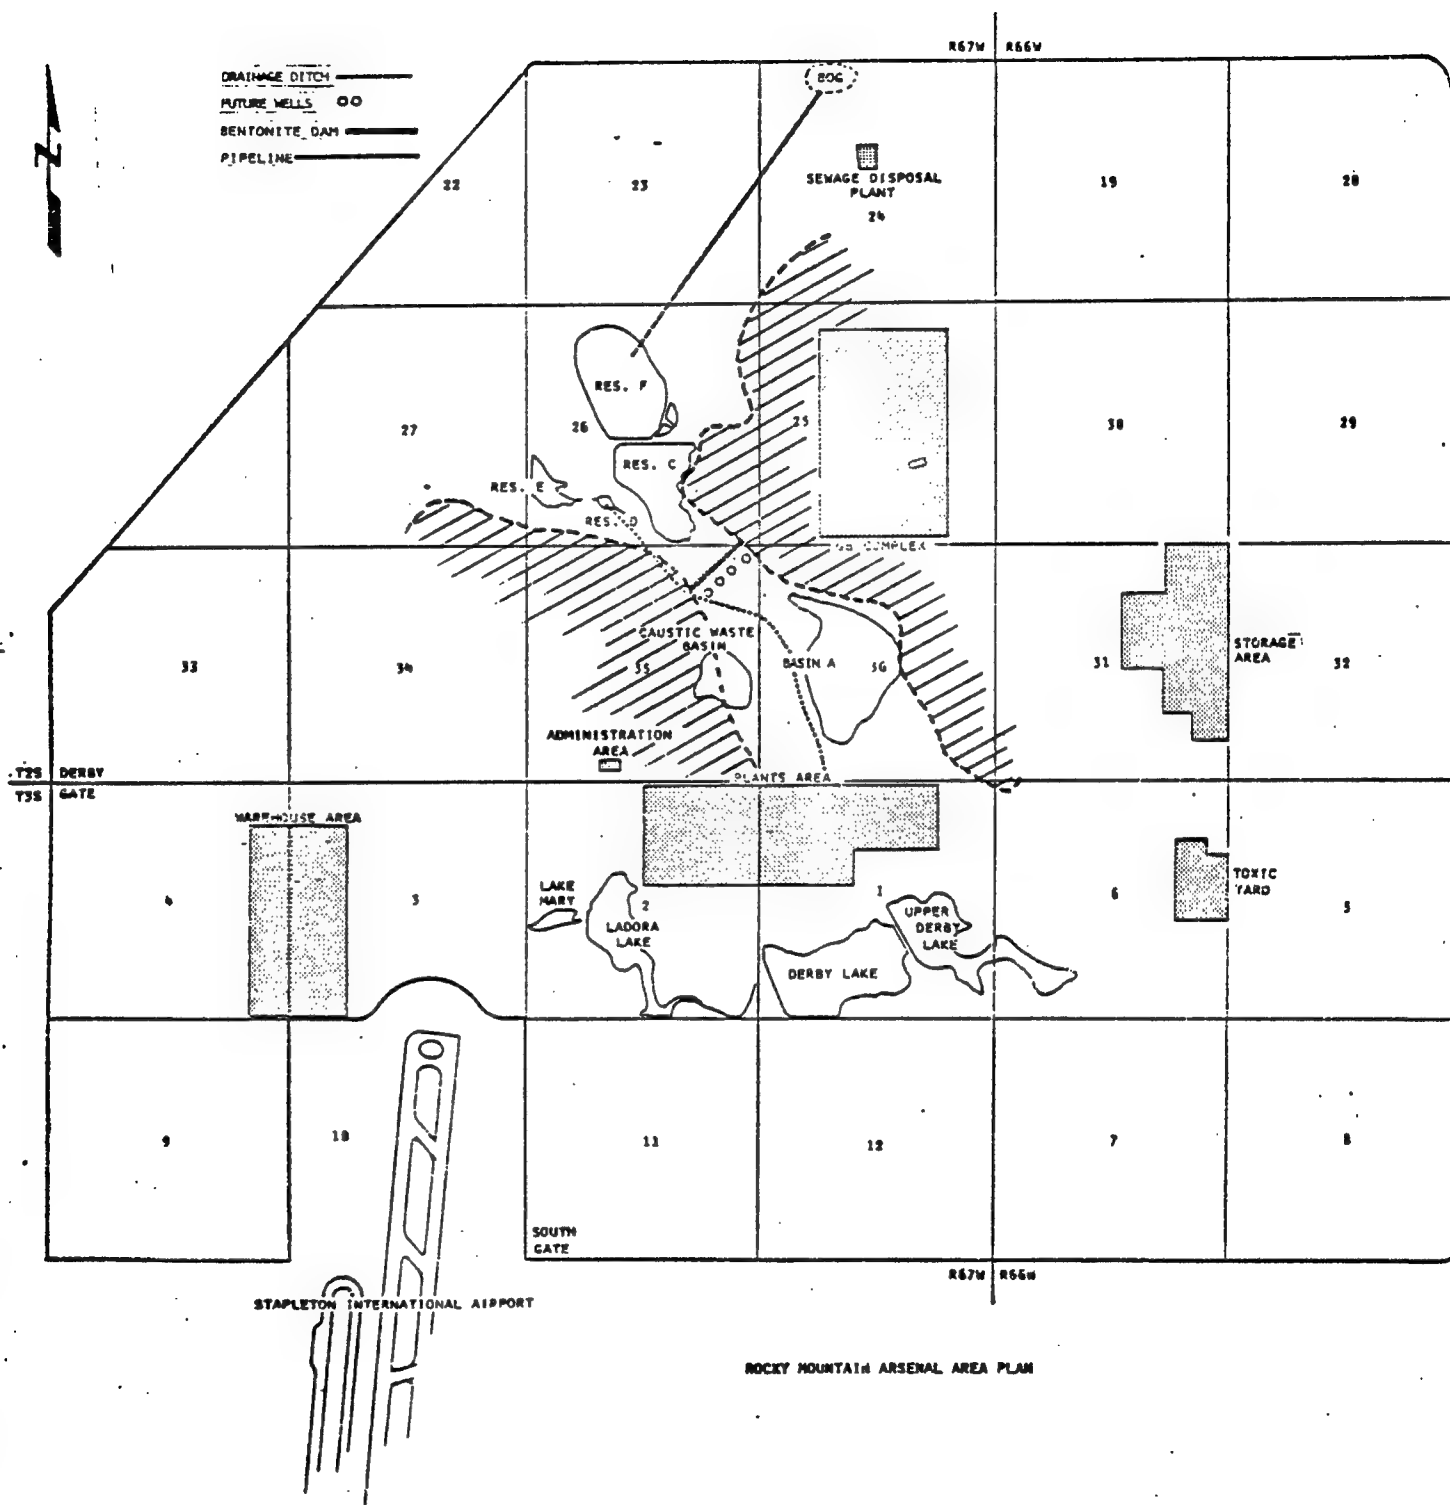 R67W R66W
DRAINAGE DITCH
FUTURE WELLS
BENTONITE DAM
PIPELINE
N
BOG
SEWAGE DISPOSAL
PLANT
22
23
24
19
20
RES. F
27
26
25
30
29
RES. C
RES. E
RES. D
GB COMPLEX
CAUSTIC WASTE
BASIN
33
34
35
BASIN A
36
31
STORAGE
AREA
32
ADMINISTRATION
AREA
T2S DERBY
T3S GATE
PLANTS AREA
WAREHOUSE AREA
4
3
LAKE
MARY
2
LADORA
LAKE
1
UPPER
DERBY
LAKE
DERBY LAKE
6
TOXIC
YARD
5
9
10
11
12
7
8
SOUTH
GATE
R67W R66W
STAPLETON INTERNATIONAL AIRPORT
ROCKY MOUNTAIN ARSENAL AREA PLAN